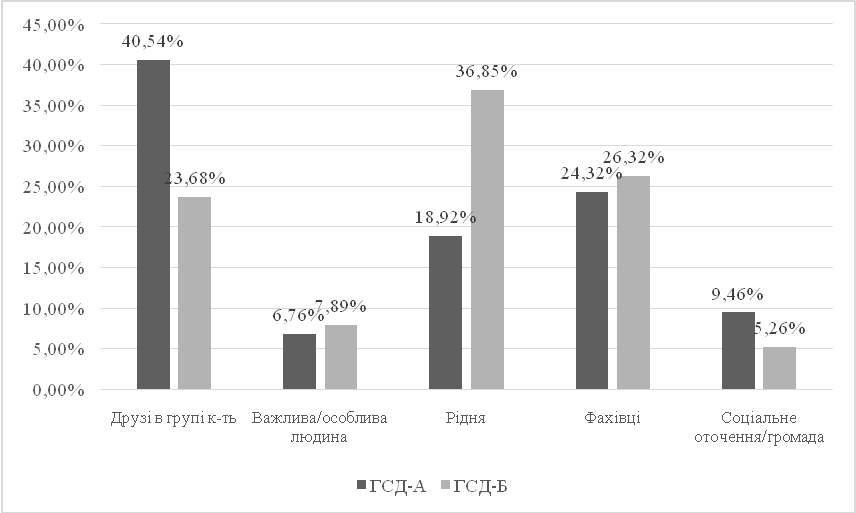 45,00%
40,00%
35,00%
30,00%
25,00%
20,00%
15,00%
10,00%
5,00%
0,00%
40,54%
23,68%
6,76%
7,89%
18,92%
36,85%
24,32%
26,32%
9,46%
5,26%
Друзі в групі к-ть
Важлива/особлива
людина
Рідня
Фахівці
Соціальне
оточення/громада
ГСД-А
ГСД-Б